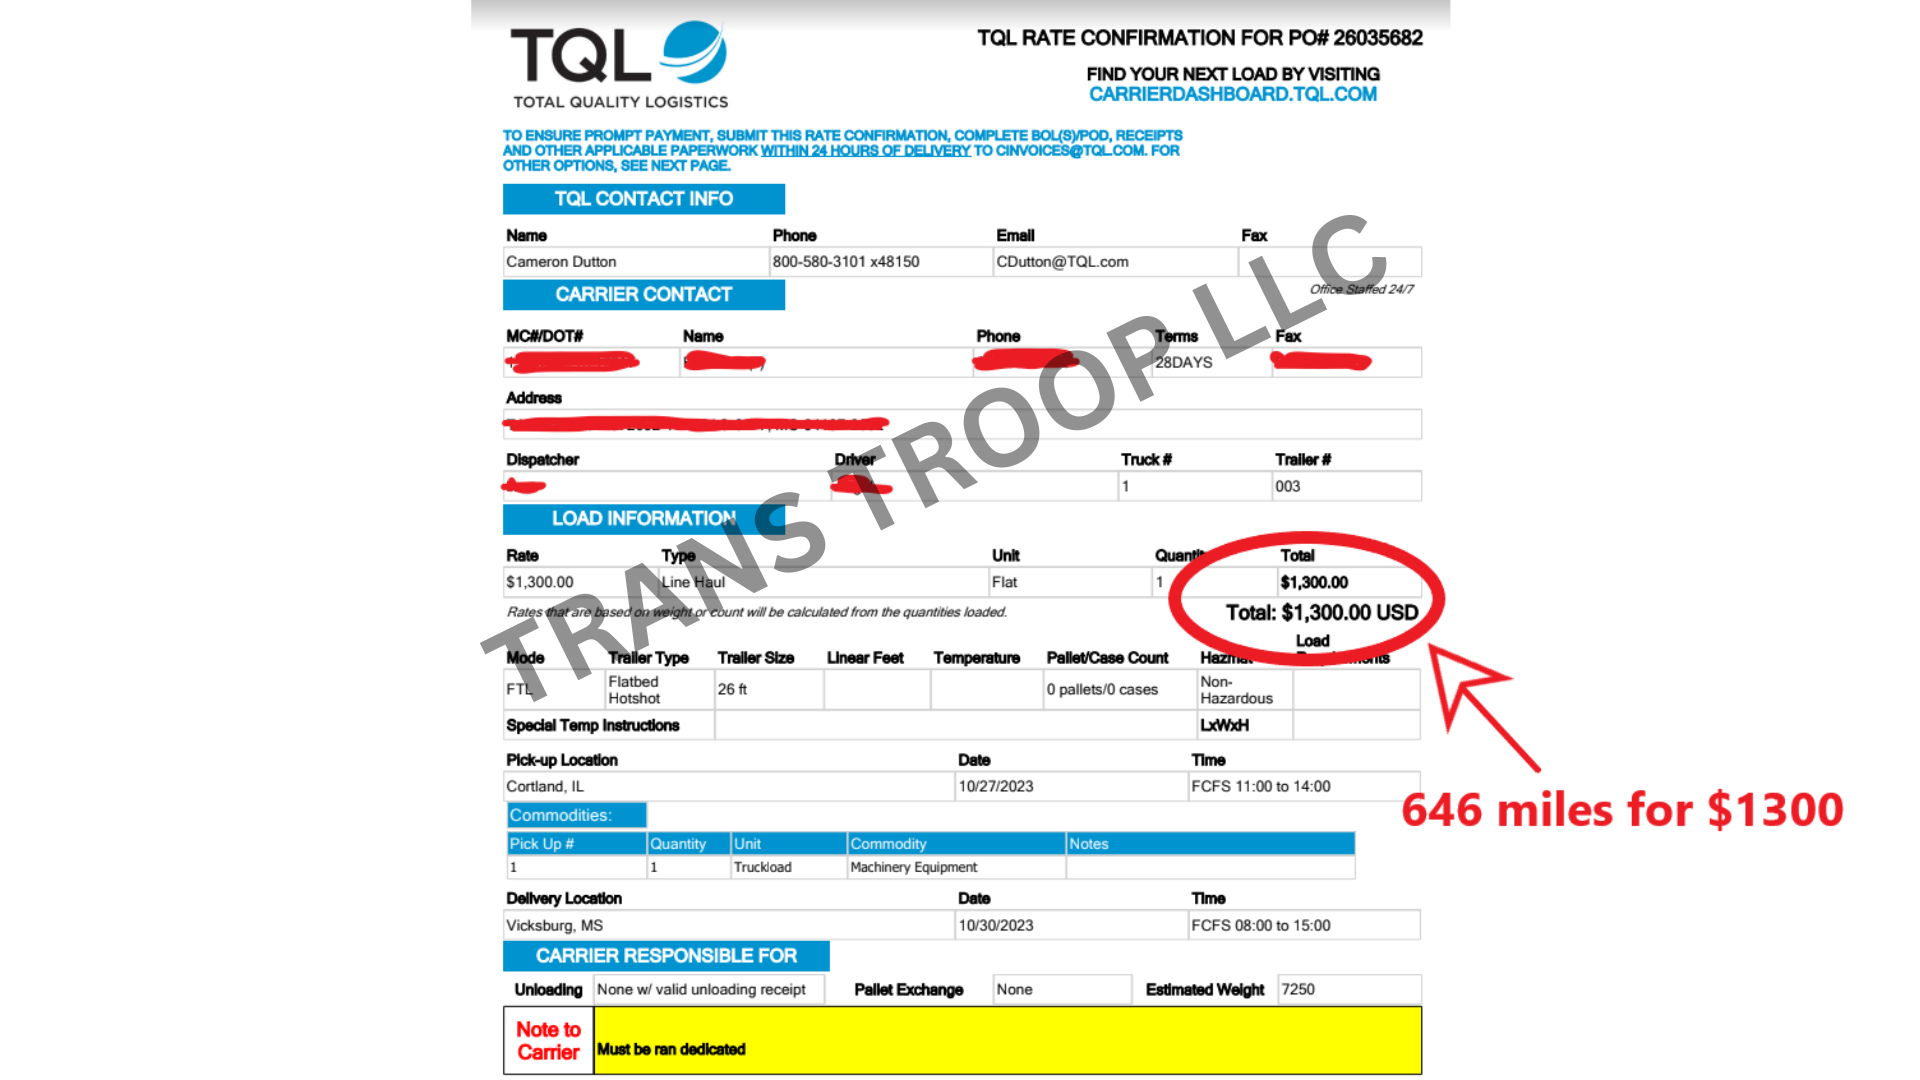 TQL
TOTAL QUALITY LOGISTICS
TQL RATE CONFIRMATION FOR PO# 26035682
FIND YOUR NEXT LOAD BY VISITING
CARRIERDASHBOARD.TQL.COM
TO ENSURE PROMPT PAYMENT, SUBMIT THIS RATE CONFIRMATION, COMPLETE BOL(S)/POD, RECEIPTS
AND OTHER APPLICABLE PAPERWORK WITHIN 24 HOURS OF DELIVERY TO CINVOICES@TQL.COM. FOR
OTHER OPTIONS, SEE NEXT PAGE.
TQL CONTACT INFO
Name Phone Email Fax
Cameron Dutton 800-580-3101 x48150 CDutton@TQL.com
CARRIER CONTACT
Office Staffed 24/7
MC#/DOT# Name Phone Terms Fax
28DAYS
Address
Dispatcher Driver Truck # Trailer #
1 003
LOAD INFORMATION
Rate Type Unit Quantity Total
$1,300.00 Line Haul Flat 1 $1,300.00
Rates that are based on weight or count will be calculated from the quantities loaded.
Total: $1,300.00 USD
Mode Trailer Type Trailer Size Linear Feet Temperature Pallet/Case Count Hazmat Load Requirements
FTL Flatbed Hotshot 26 ft 0 pallets/0 cases Non-Hazardous
Special Temp Instructions LxWxH
Pick-up Location Date Time
Cortland, IL 10/27/2023 FCFS 11:00 to 14:00
Commodities:
Pick Up # Quantity Unit Commodity Notes
1 1 Truckload Machinery Equipment
Delivery Location Date Time
Vicksburg, MS 10/30/2023 FCFS 08:00 to 15:00
CARRIER RESPONSIBLE FOR
Unloading None w/ valid unloading receipt Pallet Exchange None Estimated Weight 7250
Note to
Carrier
Must be ran dedicated
TRANS TROOP LLC
646 miles for $1300